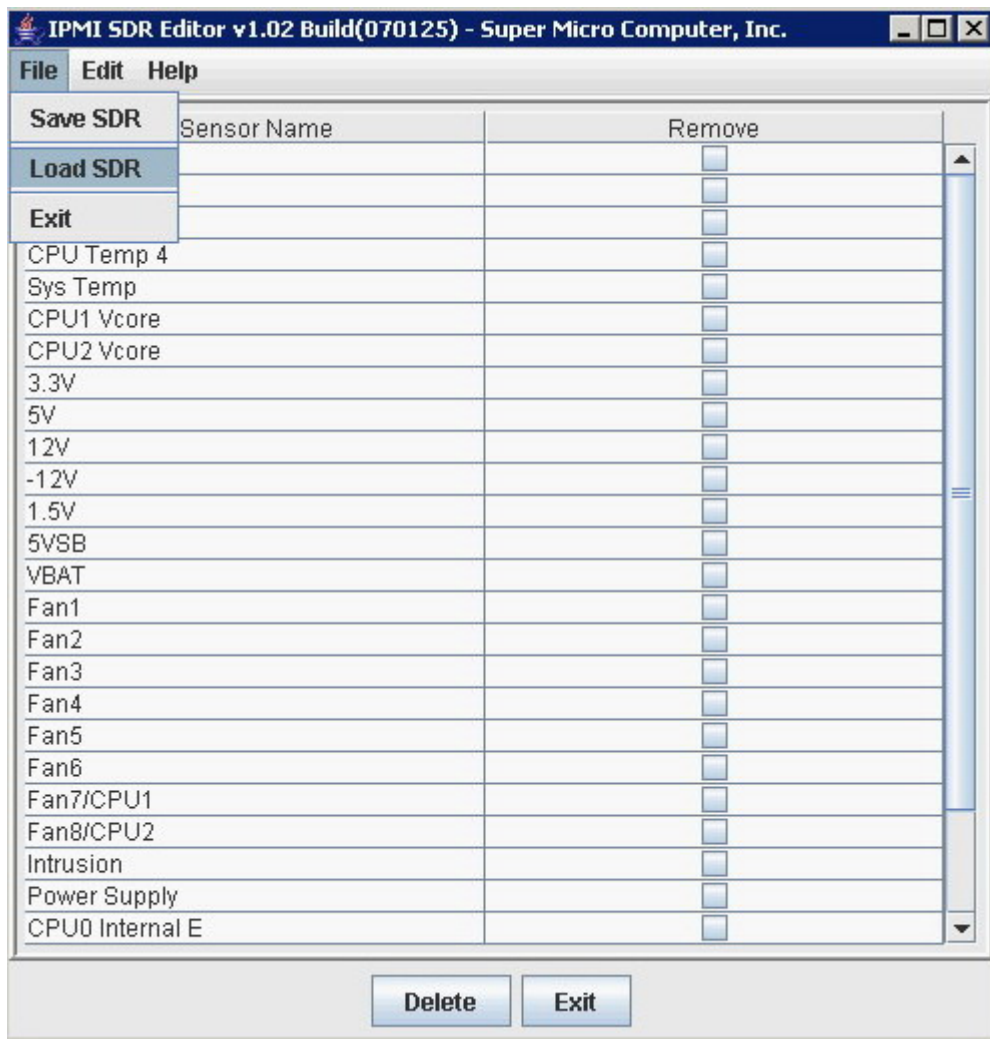 IPMI SDR Editor v1.02 Build(070125) - Super Micro Computer, Inc.
File Edit Help
Save SDR
Load SDR
Exit
Sensor Name Remove
CPU Temp 4
Sys Temp
CPU1 Vcore
CPU2 Vcore
3.3V
5V
12V
-12V
1.5V
5VSB
VBAT
Fan1
Fan2
Fan3
Fan4
Fan5
Fan6
Fan7/CPU1
Fan8/CPU2
Intrusion
Power Supply
CPU0 Internal E
Delete Exit